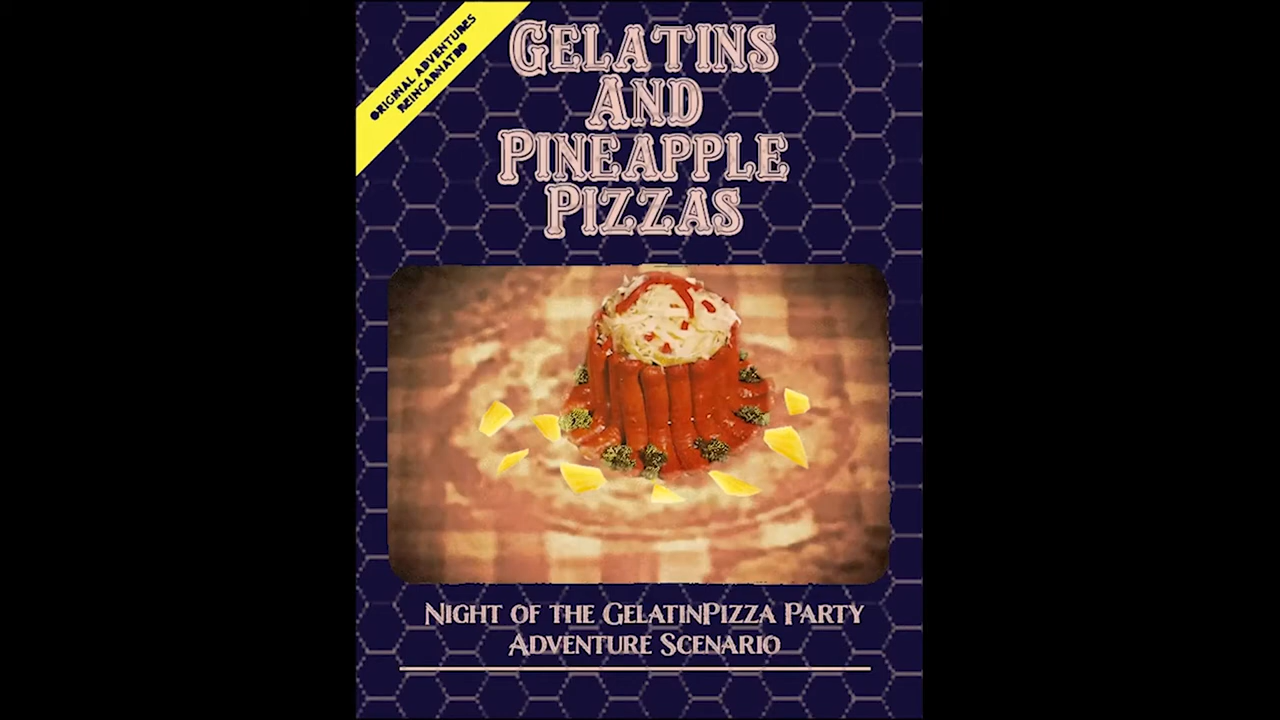 ORIGINAL ADVENTURES
REINCARNATED
GELATINS
AND
PINEAPPLE
PIZZAS
NIGHT OF THE GELATINPIZZA PARTY
ADVENTURE SCENARIO